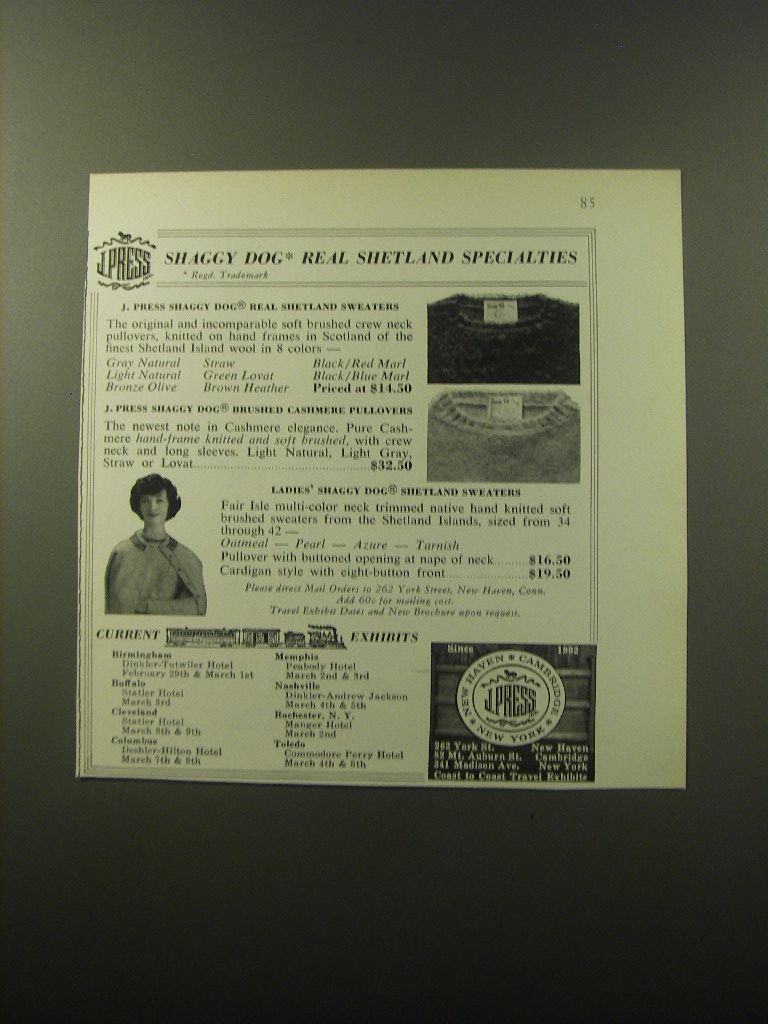 85
J. PRESS
SHAGGY DOG* REAL SHETLAND SPECIALTIES
* Regd. Trademark
J. PRESS SHAGGY DOG® REAL SHETLAND SWEATERS
The original and incomparable soft brushed crew neck
pullovers, knitted on hand frames in Scotland of the
finest Shetland Island wool in 8 colors —
Gray Natural Straw Black/Red Marl
Light Natural Green Lovat Black/Blue Marl
Bronze Olive Brown Heather Priced at $14.50
J. PRESS SHAGGY DOG® BRUSHED CASHMERE PULLOVERS
The newest note in Cashmere elegance. Pure Cash-
mere hand-frame knitted and soft brushed, with crew
neck and long sleeves. Light Natural, Light Gray,
Straw or Lovat........................................$32.50
LADIES' SHAGGY DOG® SHETLAND SWEATERS
Fair Isle multi-color neck trimmed native hand knitted soft
brushed sweaters from the Shetland Islands, sized from 34
through 42 —
Oatmeal — Pearl — Azure — Tarnish
Pullover with buttoned opening at nape of neck.........$16.50
Cardigan style with eight-button front.....................$19.50
Please direct Mail Orders to 262 York Street, New Haven, Conn.
Add 60c for mailing cost.
Travel Exhibit Dates and New Brochure upon request.
CURRENT EXHIBITS
Birmingham
Dinkler-Tutwiler Hotel
February 29th & March 1st
Buffalo
Statler Hotel
March 3rd
Cleveland
Statler Hotel
March 8th & 9th
Columbus
Deshler-Hilton Hotel
March 7th & 8th
Memphis
Peabody Hotel
March 2nd & 3rd
Nashville
Dinkler-Andrew Jackson
March 4th & 5th
Rochester, N. Y.
Manger Hotel
March 2nd
Toledo
Commodore Perry Hotel
March 4th & 5th
Since 1902
NEW HAVEN * CAMBRIDGE
J. PRESS
* NEW YORK *
262 York St. New Haven
82 Mt. Auburn St. Cambridge
341 Madison Ave. New York
Coast to Coast Travel Exhibits